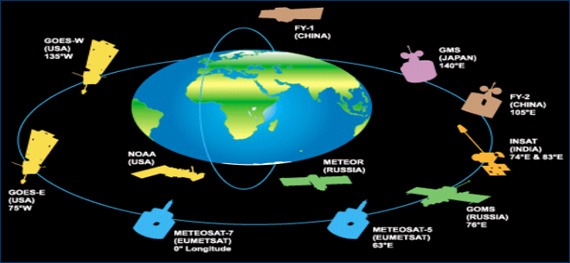 FY-1
(CHINA)
GOES-W
(USA)
135°W
GMS
(JAPAN)
140°E
FY-2
(CHINA)
105°E
INSAT
(INDIA)
74°E & 83°E
NOAA
(USA)
METEOR
(RUSSIA)
GOES-E
(USA)
75°W
GOMS
(RUSSIA)
76°E
METEOSAT-7
(EUMETSAT)
0° Longitude
METEOSAT-5
(EUMETSAT)
63°E